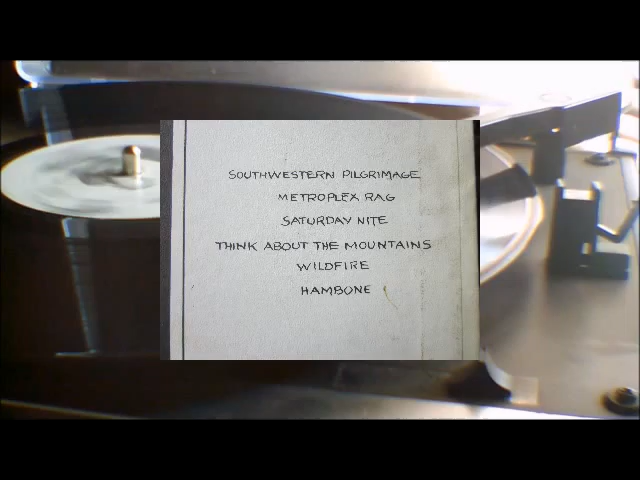 SOUTHWESTERN PILGRIMAGE
METROPLEX RAG
SATURDAY NITE
THINK ABOUT THE MOUNTAINS
WILDFIRE
HAMBONE